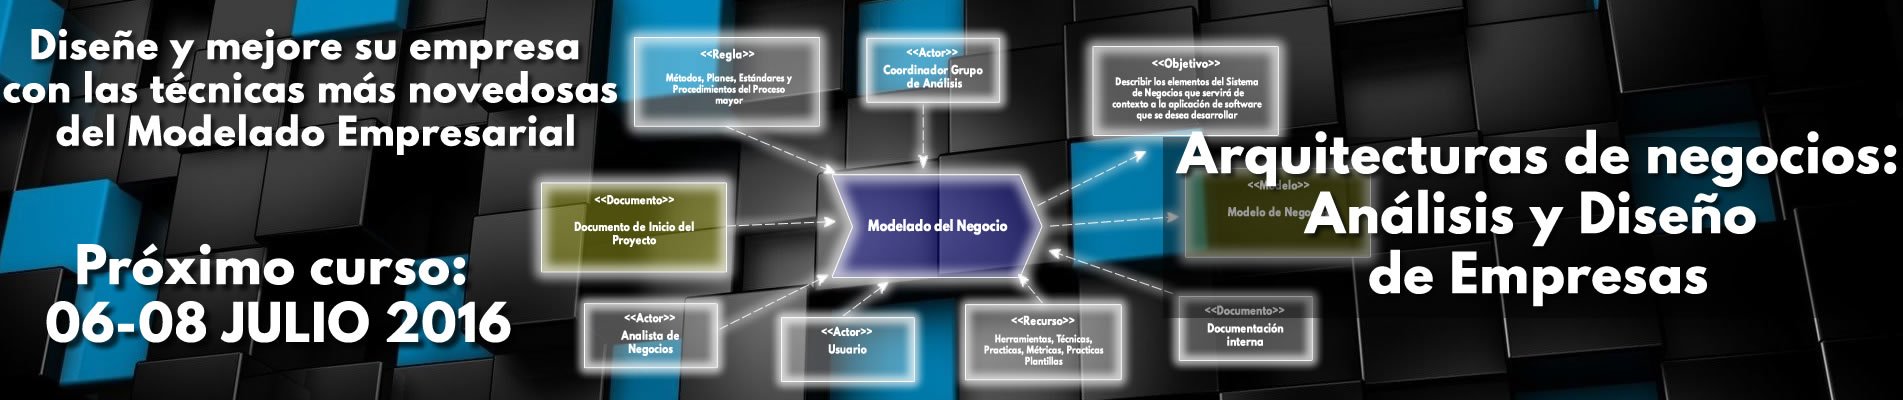 Diseñe y mejore su empresa
con las técnicas más novedosas
del Modelado Empresarial
Próximo curso:
06-08 JULIO 2016
<<Regla>>
Métodos, Planes, Estándares y
Procedimientos del Proceso
mayor
<<Actor>>
Coordinador Grupo
de Análisis
<<Objetivo>>
Describir los elementos del Sistema
de Negocios que servirá de
contexto a la aplicación de software
que se desea desarrollar
<<Documento>>
Documento de Inicio del
Proyecto
Modelado del Negocio
<<Modelo>>
Modelo de
<<Actor>>
Analista de
Negocios
<<Actor>>
Usuario
<<Recurso>>
Herramientas, Técnicas,
Practicas, Métricas, Practicas
Plantillas
<<Documento>>
Documentación
interna
Arquitecturas de negocios:
Análisis y Diseño
de Empresas